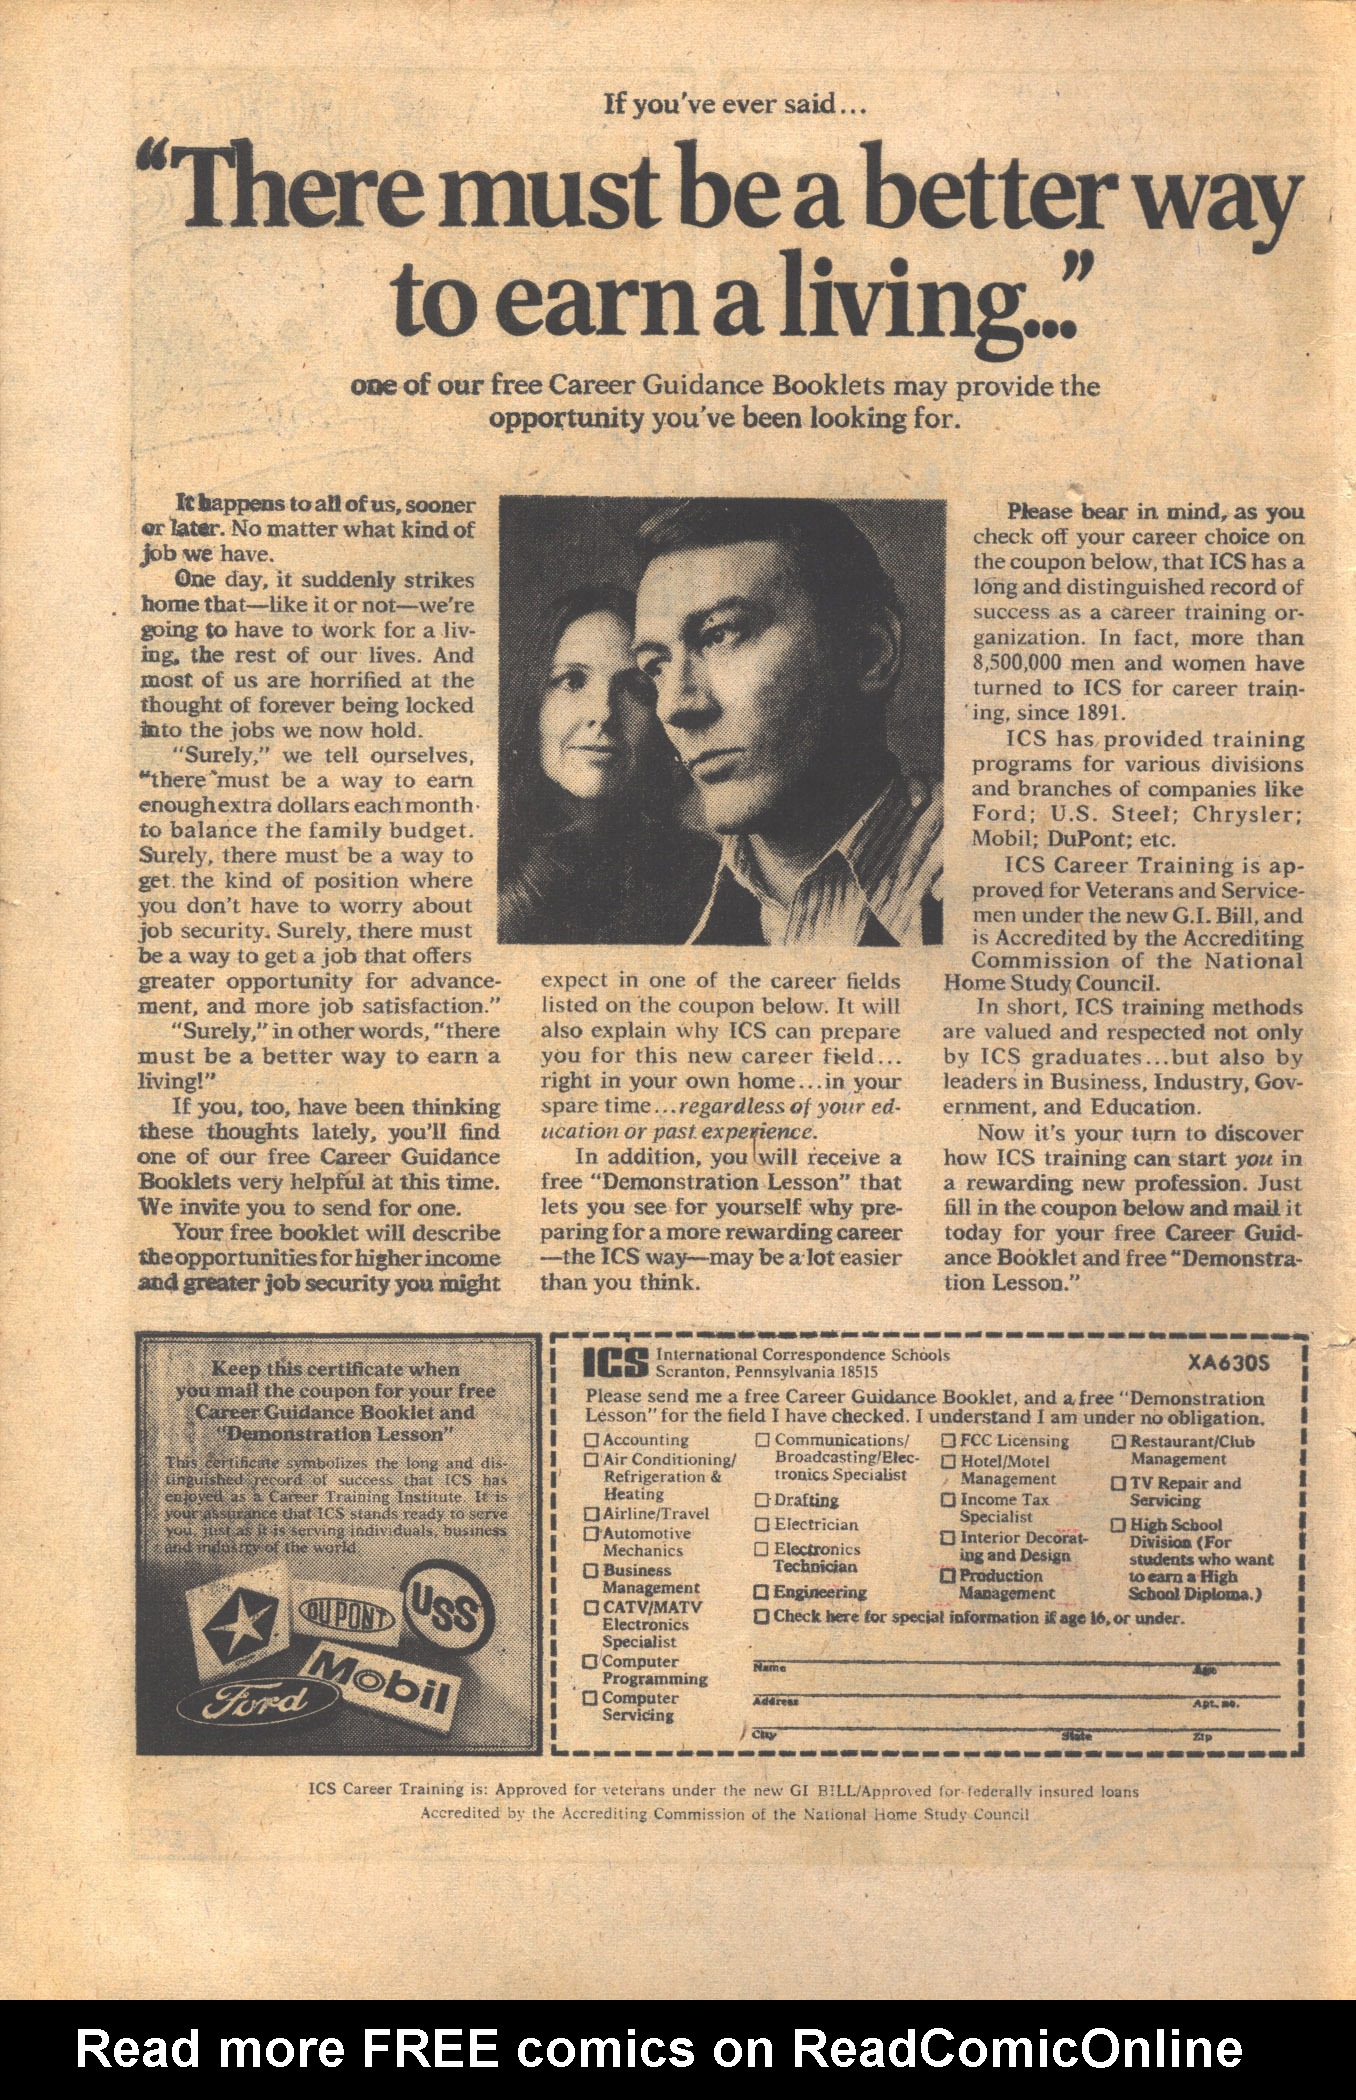 If you've ever said...
“There must be a better way
to earn a living...”
one of our free Career Guidance Booklets may provide the
opportunity you've been looking for.
It happens to all of us, sooner
or later. No matter what kind of
job we have.
One day, it suddenly strikes
home that—like it or not—we're
going to have to work for a liv-
ing, the rest of our lives. And
most of us are horrified at the
thought of forever being locked
into the jobs we now hold.
“Surely,” we tell ourselves,
“there must be a way to earn
enough extra dollars each month
to balance the family budget.
Surely, there must be a way to
get the kind of position where
you don't have to worry about
job security. Surely, there must
be a way to get a job that offers
greater opportunity for advance-
ment, and more job satisfaction.”
“Surely,” in other words, “there
must be a better way to earn a
living!”
If you, too, have been thinking
these thoughts lately, you'll find
one of our free Career Guidance
Booklets very helpful at this time.
We invite you to send for one.
Your free booklet will describe
the opportunities for higher income
and greater job security you might
expect in one of the career fields
listed on the coupon below. It will
also explain why ICS can prepare
you for this new career field...
right in your own home...in your
spare time...regardless of your ed-
ucation or past experience.
In addition, you will receive a
free “Demonstration Lesson” that
lets you see for yourself why pre-
paring for a more rewarding career
—the ICS way—may be a lot easier
than you think.
Please bear in mind, as you
check off your career choice on
the coupon below, that ICS has a
long and distinguished record of
success as a career training or-
ganization. In fact, more than
8,500,000 men and women have
turned to ICS for career train-
ing, since 1891.
ICS has provided training
programs for various divisions
and branches of companies like
Ford; U.S. Steel; Chrysler;
Mobil; DuPont; etc.
ICS Career Training is ap-
proved for Veterans and Service-
men under the new G.I. Bill, and
is Accredited by the Accrediting
Commission of the National
Home Study Council.
In short, ICS training methods
are valued and respected not only
by ICS graduates...but also by
leaders in Business, Industry, Gov-
ernment, and Education.
Now it's your turn to discover
how ICS training can start you in
a rewarding new profession. Just
fill in the coupon below and mail it
today for your free Career Guid-
ance Booklet and free “Demonstra-
tion Lesson.”
Keep this certificate when
you mail the coupon for your free
Career Guidance Booklet and
“Demonstration Lesson”
This certificate symbolizes the long and dis-
tinguished record of success that ICS has
enjoyed as a Career Training Institute. It is
your assurance that ICS stands ready to serve
you, just as it is serving individuals, business
and industry of the world.
DU PONT
USS
Mobil
Ford
ICS International Correspondence Schools
Scranton, Pennsylvania 18515
XA630S
Please send me a free Career Guidance Booklet, and a free “Demonstration
Lesson” for the field I have checked. I understand I am under no obligation.
Accounting
Air Conditioning/
Refrigeration &
Heating
Airline/Travel
Automotive
Mechanics
Business
Management
CATV/MATV
Electronics
Specialist
Computer
Programming
Computer
Servicing
Communications/
Broadcasting/Elec-
tronics Specialist
Drafting
Electrician
Electronics
Technician
Engineering
FCC Licensing
Hotel/Motel
Management
Income Tax
Specialist
Interior Decorat-
ing and Design
Production
Management
Restaurant/Club
Management
TV Repair and
Servicing
High School
Division (For
students who want
to earn a High
School Diploma.)
Check here for special information if age 16, or under.
Name Age
Address Apt. no.
City State Zip
ICS Career Training is: Approved for veterans under the new GI BILL/Approved for federally insured loans
Accredited by the Accrediting Commission of the National Home Study Council
Read more FREE comics on ReadComicOnline